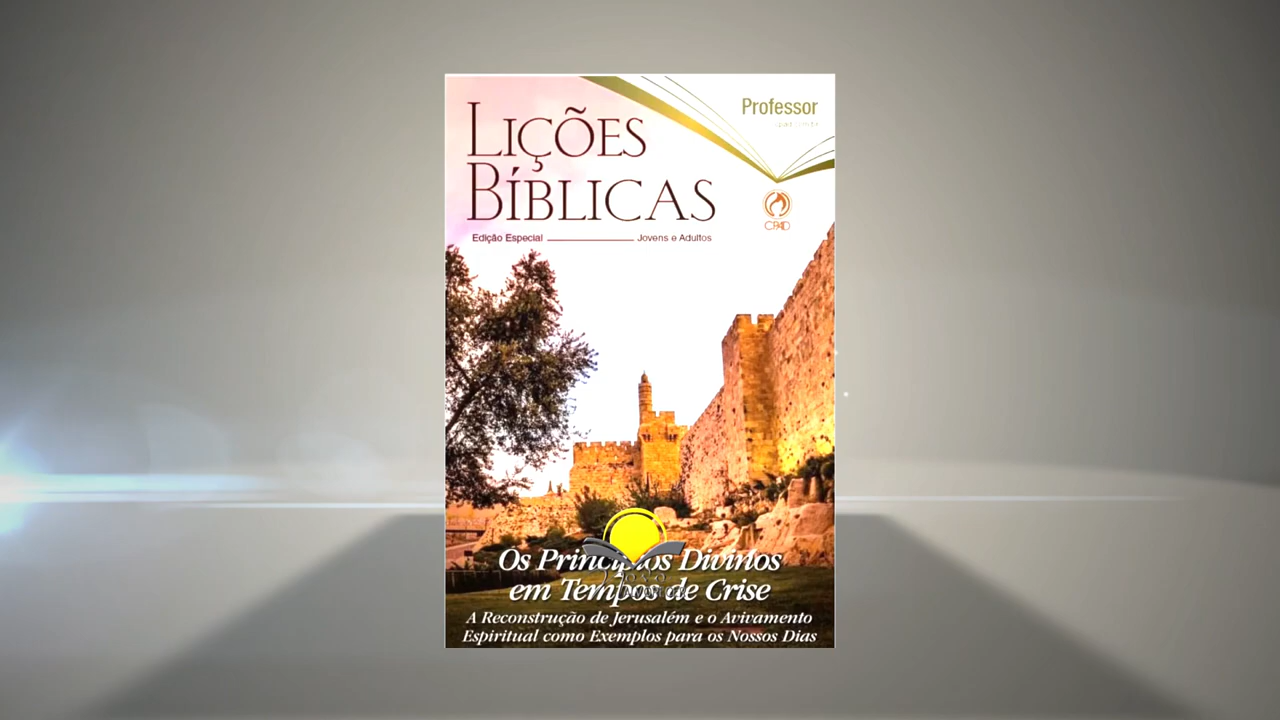 Professor
LIÇÕES
BÍBLICAS
CPAD
Edição Especial
Jovens e Adultos
Os Princípios Divinos
em Tempos de Crise
A Reconstrução de Jerusalém e o Avivamento
Espiritual como Exemplos para os Nossos Dias